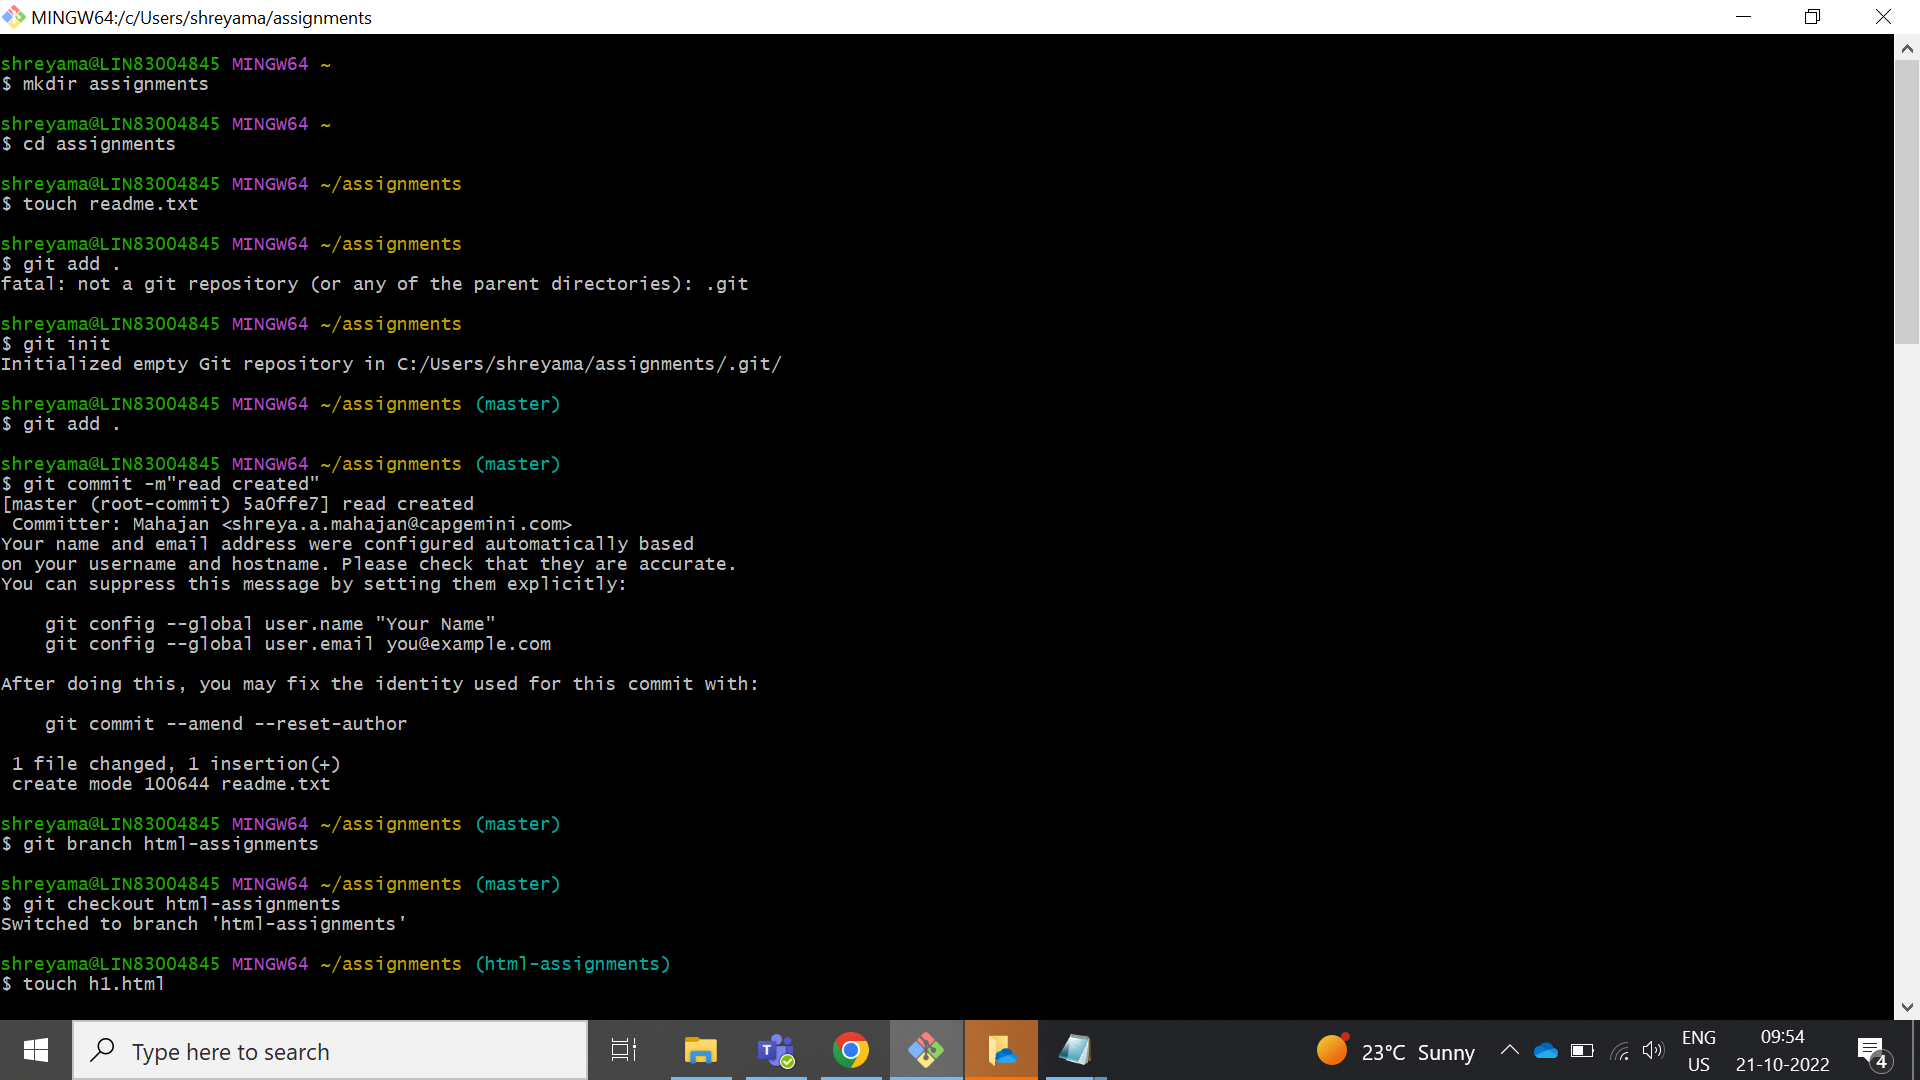 MINGW64:/c/Users/shreyama/assignments
shreyama@LIN83004845 MINGW64 ~
$ mkdir assignments
shreyama@LIN83004845 MINGW64 ~
$ cd assignments
shreyama@LIN83004845 MINGW64 ~/assignments
$ touch readme.txt
shreyama@LIN83004845 MINGW64 ~/assignments
$ git add .
fatal: not a git repository (or any of the parent directories): .git
shreyama@LIN83004845 MINGW64 ~/assignments
$ git init
Initialized empty Git repository in C:/Users/shreyama/assignments/.git/
shreyama@LIN83004845 MINGW64 ~/assignments (master)
$ git add .
shreyama@LIN83004845 MINGW64 ~/assignments (master)
$ git commit -m"read created"
[master (root-commit) 5a0ffe7] read created
Committer: Mahajan <shreya.a.mahajan@capgemini.com>
Your name and email address were configured automatically based
on your username and hostname. Please check that they are accurate.
You can suppress this message by setting them explicitly:
git config --global user.name "Your Name"
git config --global user.email you@example.com
After doing this, you may fix the identity used for this commit with:
git commit --amend --reset-author
1 file changed, 1 insertion(+)
create mode 100644 readme.txt
shreyama@LIN83004845 MINGW64 ~/assignments (master)
$ git branch html-assignments
shreyama@LIN83004845 MINGW64 ~/assignments (master)
$ git checkout html-assignments
Switched to branch 'html-assignments'
shreyama@LIN83004845 MINGW64 ~/assignments (html-assignments)
$ touch h1.html
Type here to search
23°C Sunny
ENG
US
09:54
21-10-2022
4